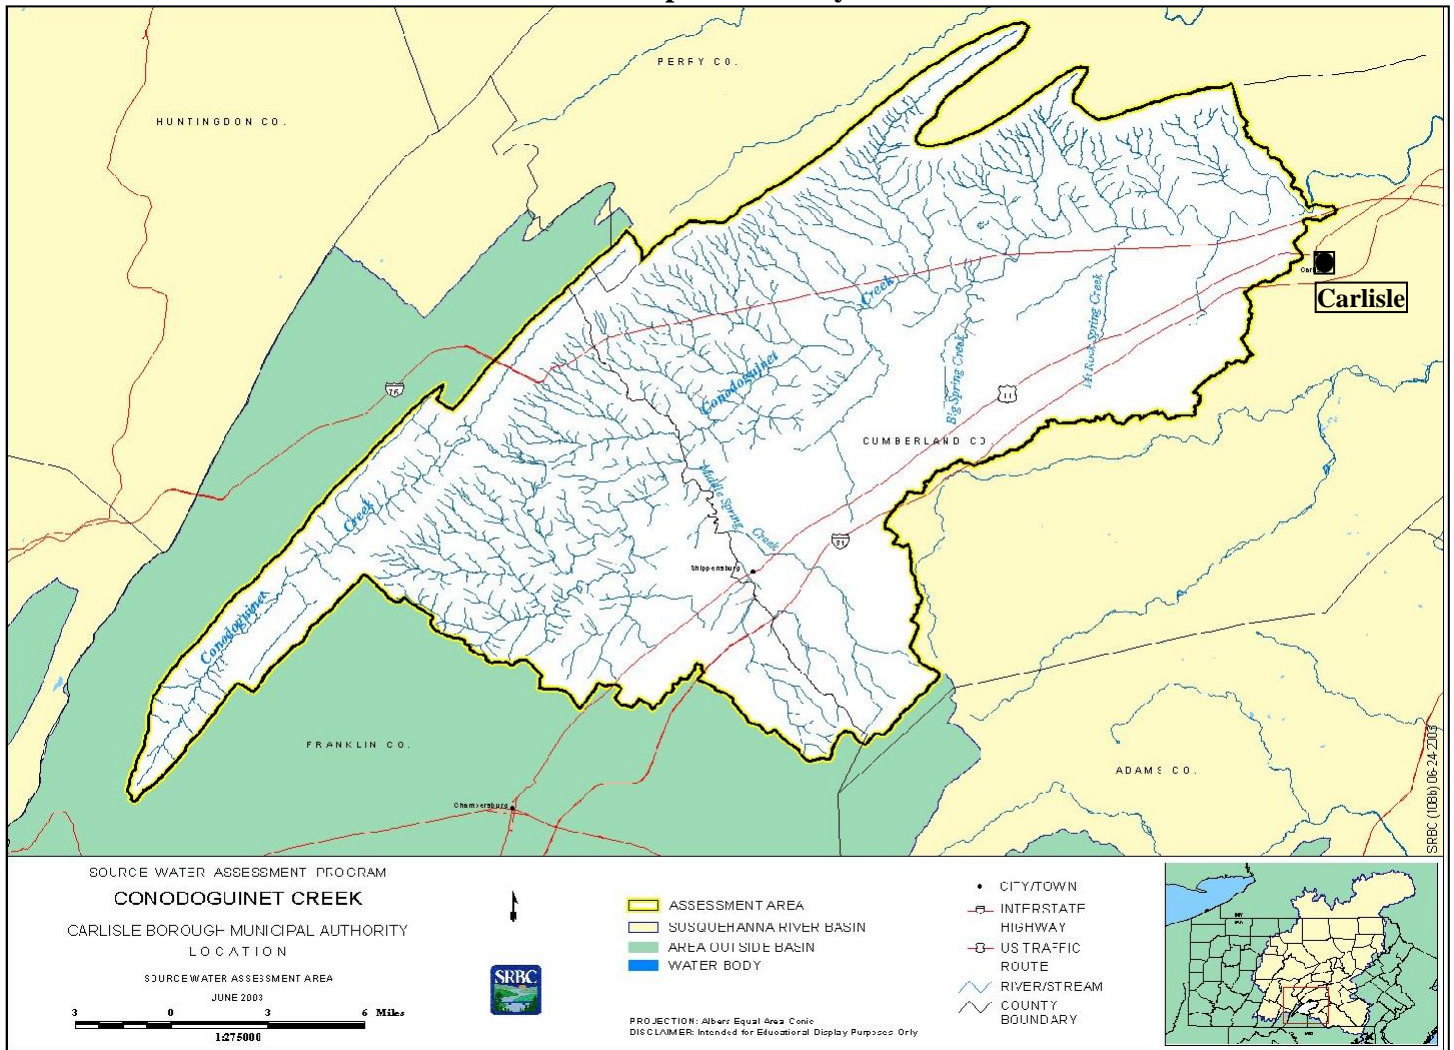 PERRY CO.
HUNTINGDON CO.
Carlisle
Creek
Conodoguinet
Big Spring Creek
Mt Rock Spring Creek
76
11
CUMBERLAND CO.
Middle Spring
Creek
81
Shippensburg
Creek
Conodoguinet
FRANKLIN CO.
Chambersburg
ADAMS CO.
SRBC (108b) 06-24-2003
SOURCE WATER ASSESSMENT PROGRAM
CONODOGUINET CREEK
CARLISLE BOROUGH MUNICIPAL AUTHORITY
LOCATION
SOURCE WATER ASSESSMENT AREA
JUNE 2003
3 0 3 6 Miles
1:275000
SRBC
ASSESSMENT AREA
SUSQUEHANNA RIVER BASIN
AREA OUTSIDE BASIN
WATER BODY
PROJECTION: Albers Equal Area Conic
DISCLAIMER: Intended for Educational Display Purposes Only
CITY/TOWN
INTERSTATE
HIGHWAY
US TRAFFIC
ROUTE
RIVER/STREAM
COUNTY
BOUNDARY